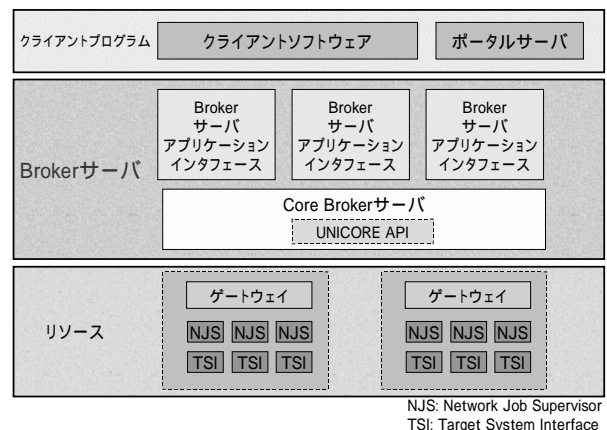 クライアントプログラム
クライアントソフトウェア
ポータルサーバ
Brokerサーバ
Broker
サーバ
アプリケーション
インタフェース
Broker
サーバ
アプリケーション
インタフェース
Broker
サーバ
アプリケーション
インタフェース
Core Brokerサーバ
UNICORE API
リソース
ゲートウェイ
NJS NJS NJS
TSI TSI TSI
ゲートウェイ
NJS NJS NJS
TSI TSI TSI
NJS: Network Job Supervisor
TSI: Target System Interface